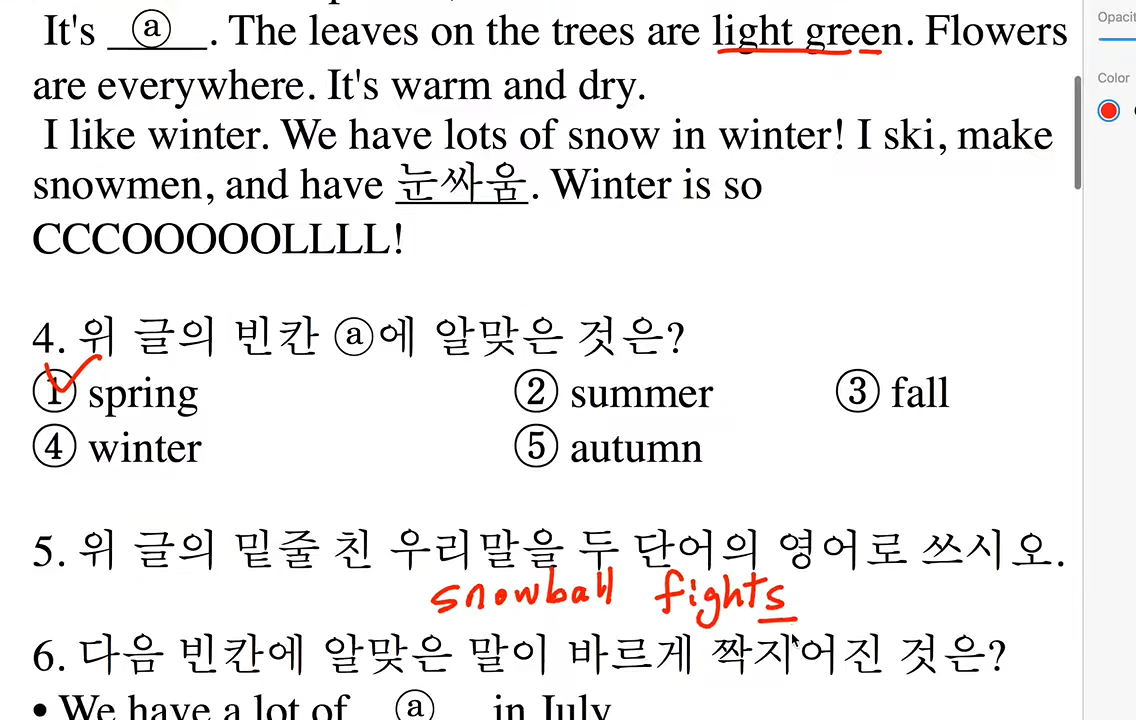 It's ⓐ . The leaves on the trees are light green. Flowers
are everywhere. It's warm and dry.
I like winter. We have lots of snow in winter! I ski, make
snowmen, and have 눈싸움. Winter is so
CCCOOOOOLLLL!
4. 위 글의 빈칸 ⓐ에 알맞은 것은?
① spring ② summer ③ fall
④ winter ⑤ autumn
5. 위 글의 밑줄 친 우리말을 두 단어의 영어로 쓰시오.
snowball fights
6. 다음 빈칸에 알맞은 말이 바르게 짝지어진 것은?
• We have a lot of ⓐ in July
Opacit
Color